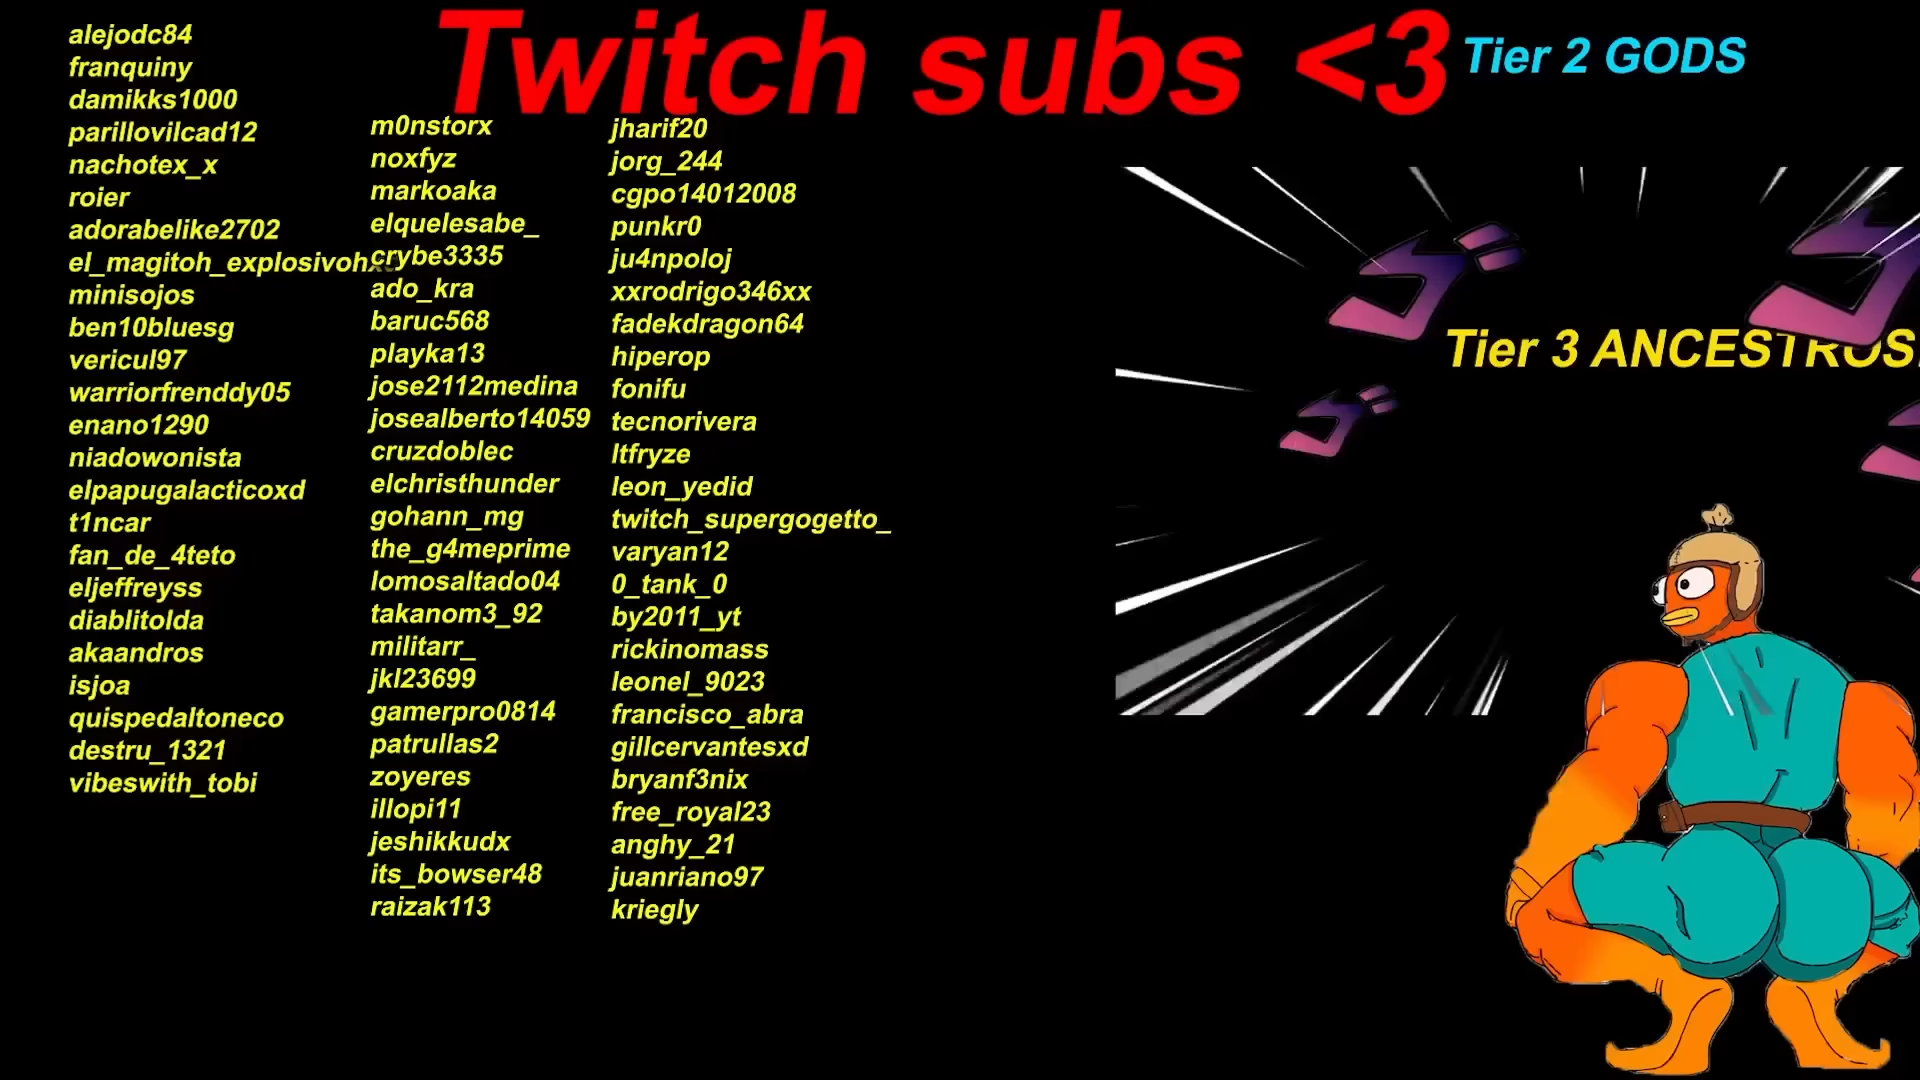 Twitch subs <3
Tier 2 GODS
Tier 3 ANCESTROS
alejodc84
franquiny
damikks1000
parillovilcad12
nachotex_x
roier
adorabelike2702
minisojos
ben10bluesg
vericul97
warriorfrenddy05
enano1290
niadowonista
elpapugalacticoxd
t1ncar
fan_de_4teto
eljeffreyss
diablitolda
akaandros
isjoa
quispedaltoneco
destru_1321
vibeswith_tobi
m0nstorx
noxfyz
markoaka
elquelesabe_
crybe3335
ado_kra
baruc568
playka13
jose2112medina
josealberto14059
cruzdoblec
elchristhunder
gohann_mg
the_g4meprime
lomosaltado04
takanom3_92
militarr_
jkl23699
gamerpro0814
patrullas2
zoyeres
illopi11
jeshikkudx
its_bowser48
raizak113
jharif20
jorg_244
cgpo14012008
punkr0
ju4npoloj
xxrodrigo346xx
fadekdragon64
hiperop
fonifu
tecnorivera
ltfryze
leon_yedid
twitch_supergogetto_
varyan12
0_tank_0
by2011_yt
rickinomass
leonel_9023
francisco_abra
gillcervantesxd
bryanf3nix
free_royal23
anghy_21
juanriano97
kriegly